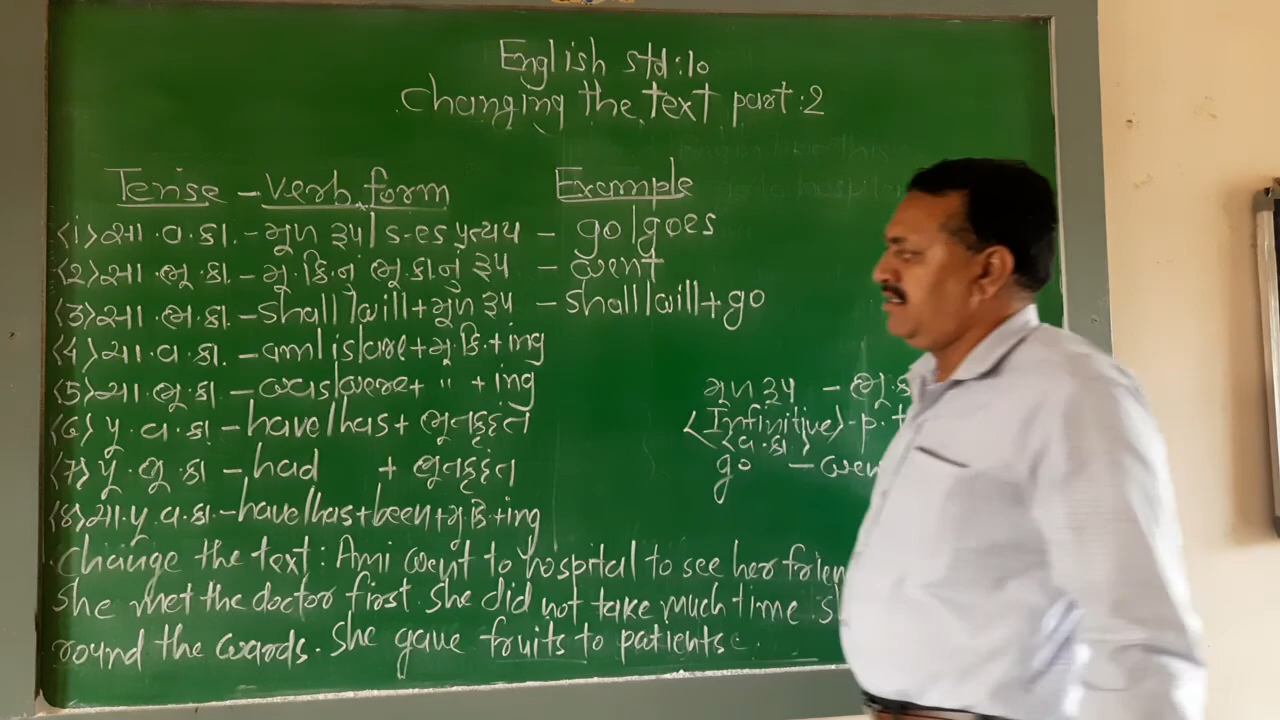 English std:10
Changing the text part:2
Tense - Verb form Example
<1> સા.વ.કા. - મૂળ રૂપ/s-es પ્રત્યય - go/goes
<2> સા.ભૂ.કા - મૂ.ક્રિ.નું ભૂ.કા.નું રૂપ - went
<3> સા.ભ.કા - shall/will+મૂળ રૂપ - shall/will+go
<4> ચા.વ.કા. - am/is/are+મૂ.ક્રિ.+ing
<5> ચા.ભૂ.કા - was/were+ " +ing
<6> પૂ.વ.કા - have/has+ ભૂતકૃદંત
<7> પૂ.ભૂ.કા - had + ભૂતકૃદંત
<8> ચા.પૂ.વ.કા.-have/has+been+મૂ.ક્રિ.+ing
મૂળ રૂપ - ભૂ.ક
<Infinitive>-p.t
<વ.કા>
go - wen
Change the text: Ami went to hospital to see her frien
She met the doctor first. She did not take much time. s
round the wards. She gave fruits to patients.